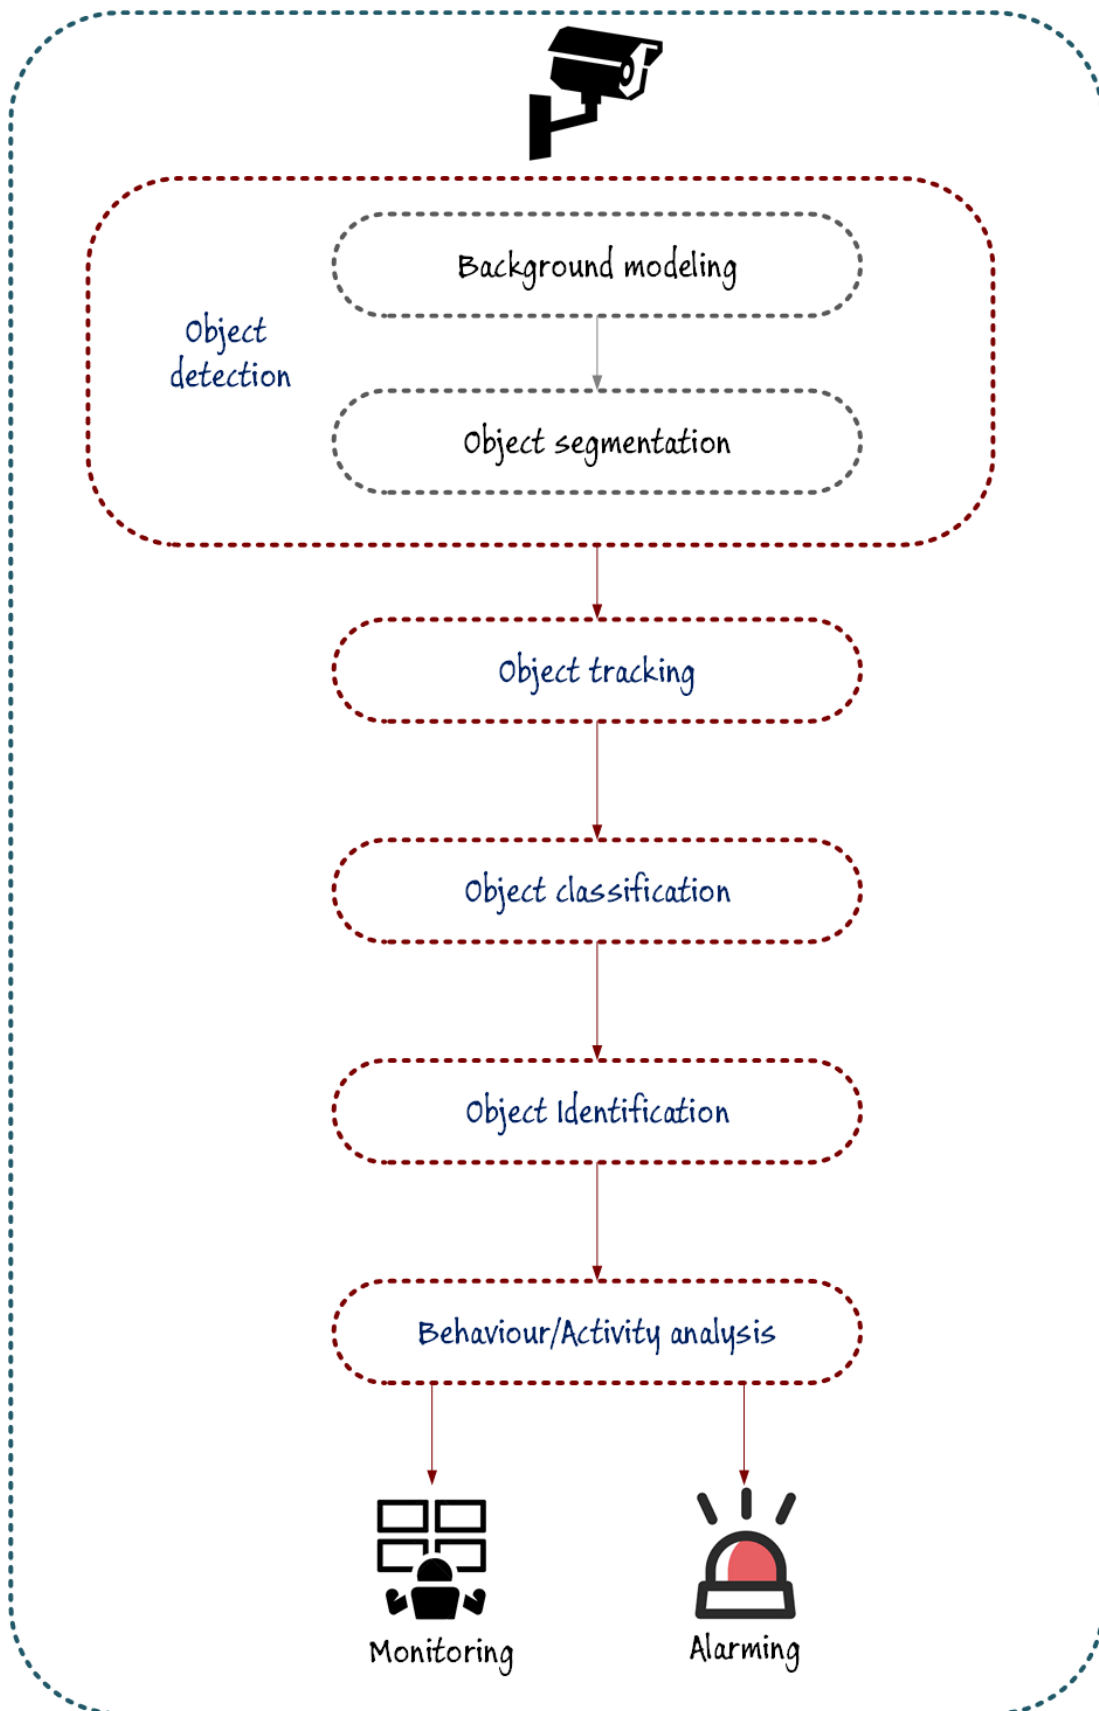 Background modeling
Object
detection
Object segmentation
Object tracking
Object classification
Object Identification
Behaviour/Activity analysis
Monitoring
Alarming